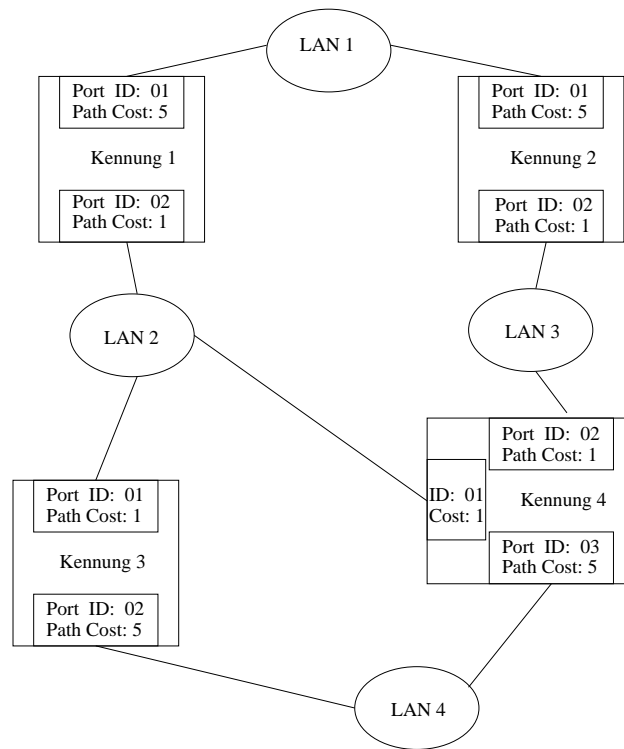 LAN 1
Port ID: 01
Path Cost: 5
Kennung 1
Port ID: 02
Path Cost: 1
Port ID: 01
Path Cost: 5
Kennung 2
Port ID: 02
Path Cost: 1
LAN 2
LAN 3
Port ID: 01
Path Cost: 1
Kennung 3
Port ID: 02
Path Cost: 5
Port ID: 02
Path Cost: 1
ID: 01
Cost: 1
Kennung 4
Port ID: 03
Path Cost: 5
LAN 4